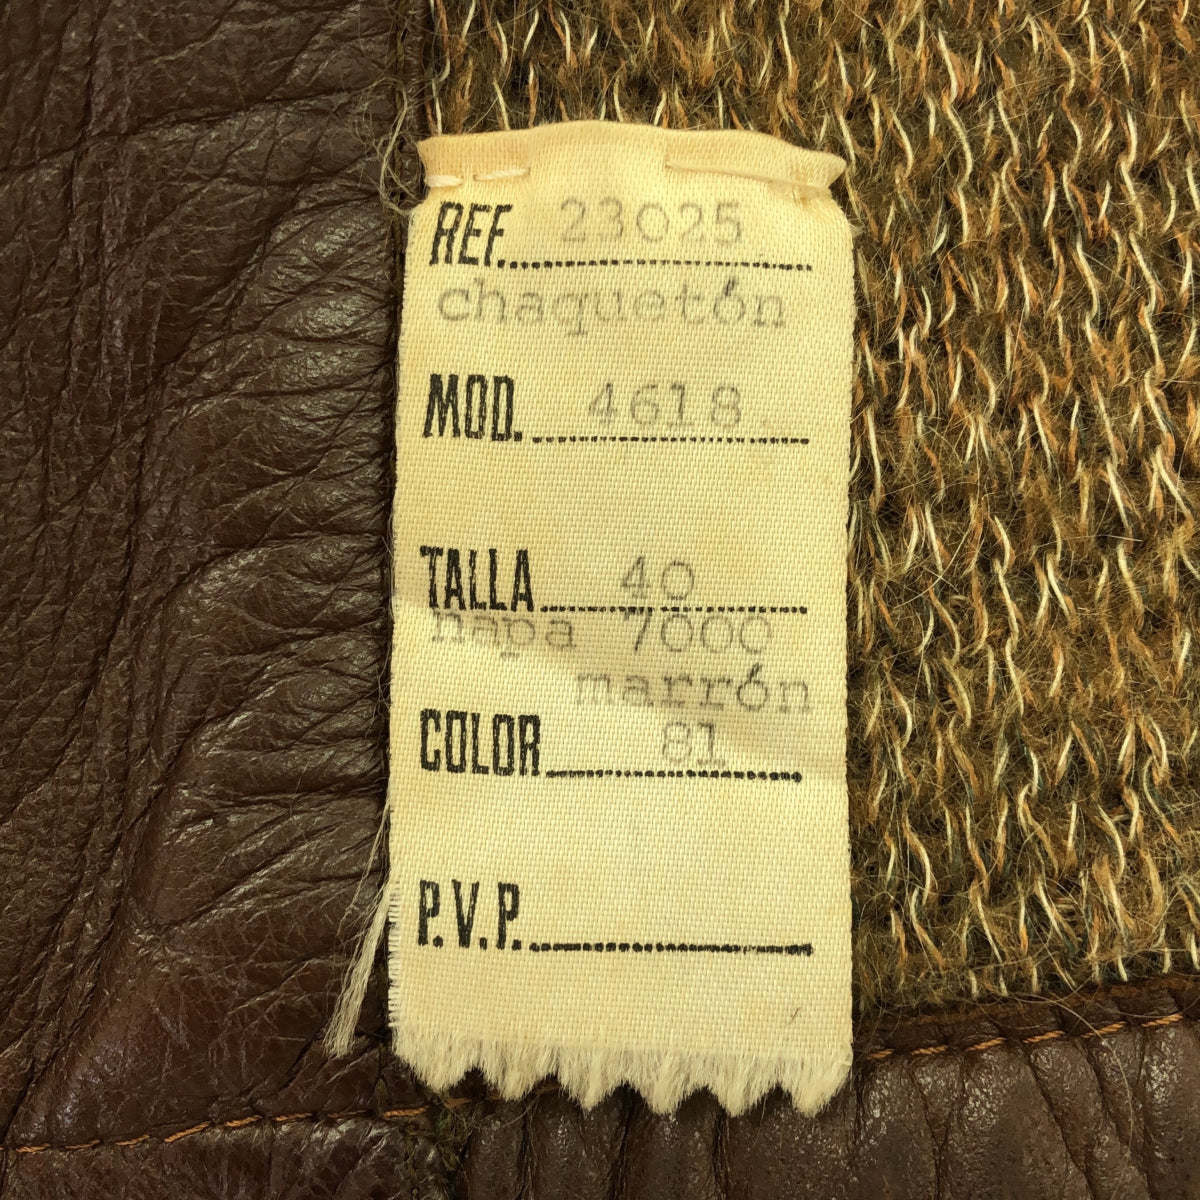 REF. 23025
chaquetón
MOD. 4618
TALLA 40
napa 7000
marrón
COLOR 81
P.V.P.